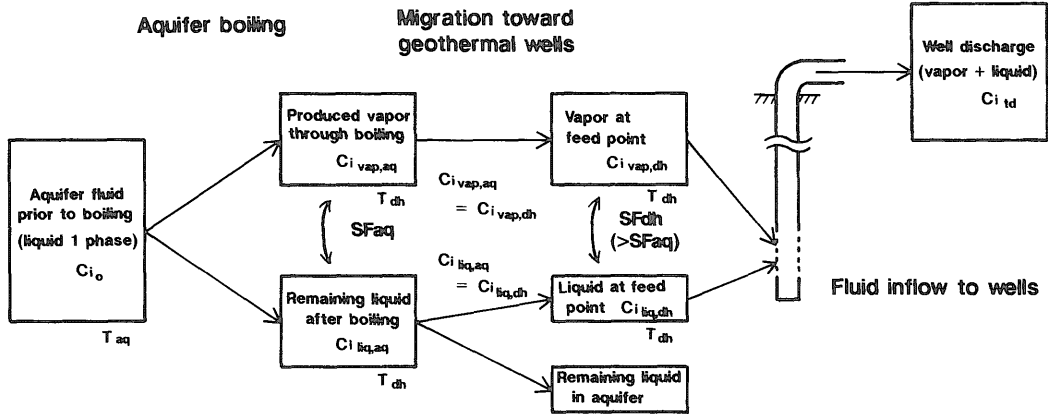 Aquifer boiling
Migration toward
geothermal wells
Well discharge
(vapor + liquid)
Ci td
Produced vapor
through boiling
Ci vap,aq
T dh
Vapor at
feed point
Ci vap,dh
T dh
Ci vap,aq
= Ci vap,dh
Aquifer fluid
prior to boiling
(liquid 1 phase)
Ci o
T aq
SFaq
SFdh
(>SFaq)
Ci liq,aq
= Ci liq,dh
Remaining liquid
after boiling
Ci liq,aq
T dh
Liquid at feed
point Ci liq,dh
T dh
Fluid inflow to wells
Remaining liquid
in aquifer